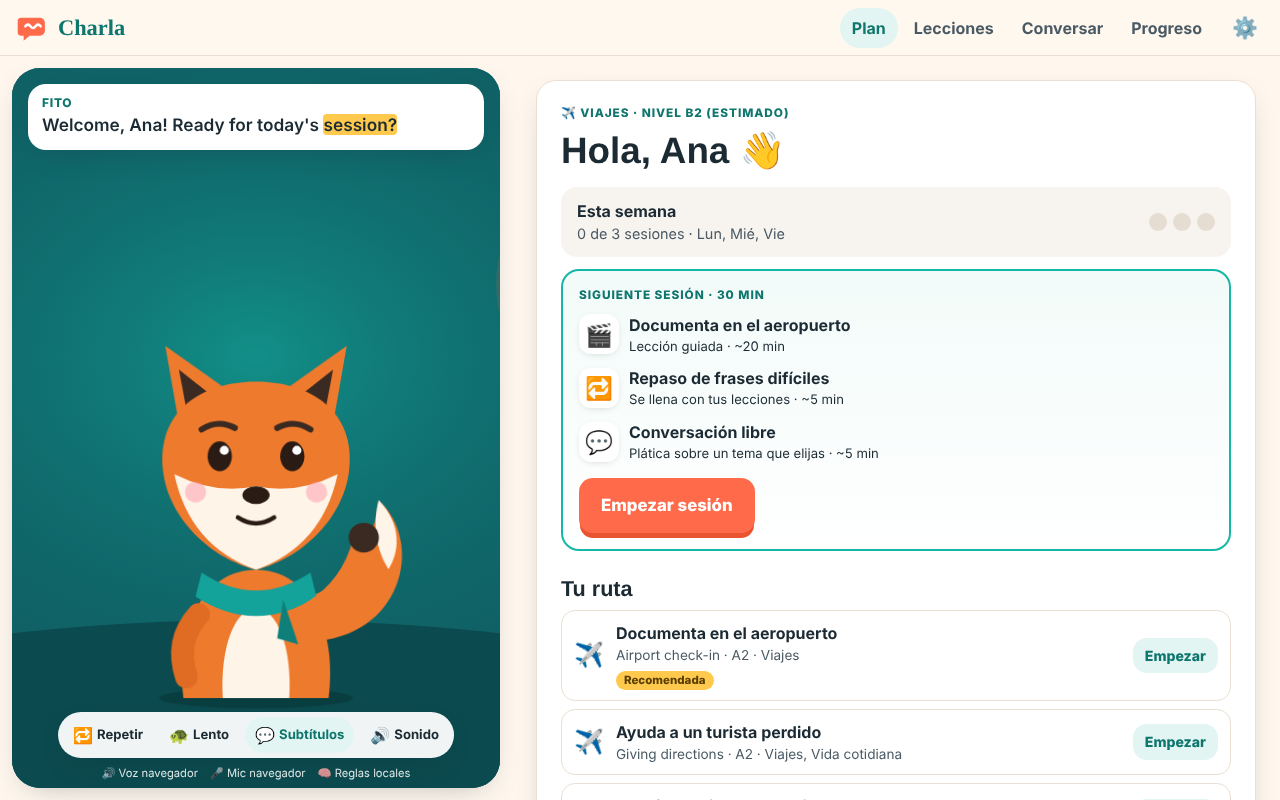 Charla
Plan
Lecciones
Conversar
Progreso
FITO
Welcome, Ana! Ready for today's session?
Repetir
Lento
Subtítulos
Sonido
Voz navegador
Mic navegador
Reglas locales
VIAJES · NIVEL B2 (ESTIMADO)
Hola, Ana
Esta semana
0 de 3 sesiones · Lun, Mié, Vie
SIGUIENTE SESIÓN · 30 MIN
Documenta en el aeropuerto
Lección guiada · ~20 min
Repaso de frases difíciles
Se llena con tus lecciones · ~5 min
Conversación libre
Plática sobre un tema que elijas · ~5 min
Empezar sesión
Tu ruta
Documenta en el aeropuerto
Airport check-in · A2 · Viajes
Recomendada
Empezar
Ayuda a un turista perdido
Giving directions · A2 · Viajes, Vida cotidiana
Empezar